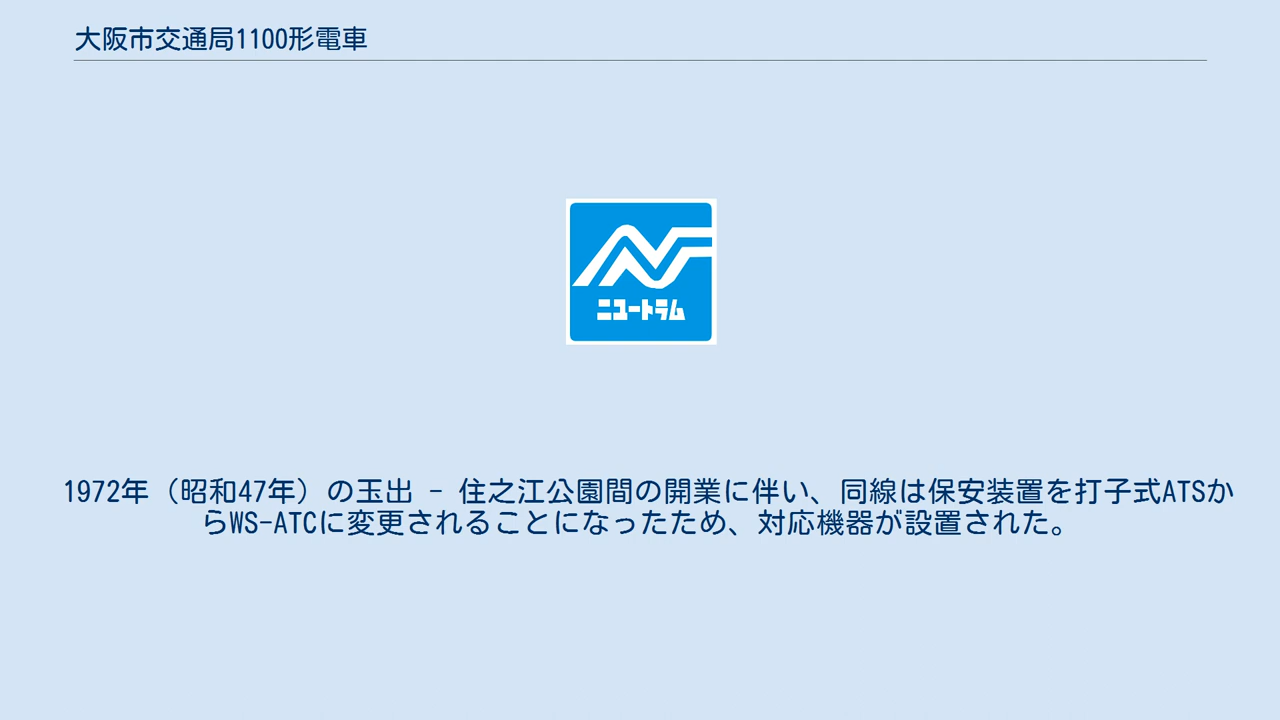 大阪市交通局1100形電車
ニュートラム
1972年（昭和47年）の玉出 - 住之江公園間の開業に伴い、同線は保安装置を打子式ATSか
らWS-ATCに変更されることになったため、対応機器が設置された。